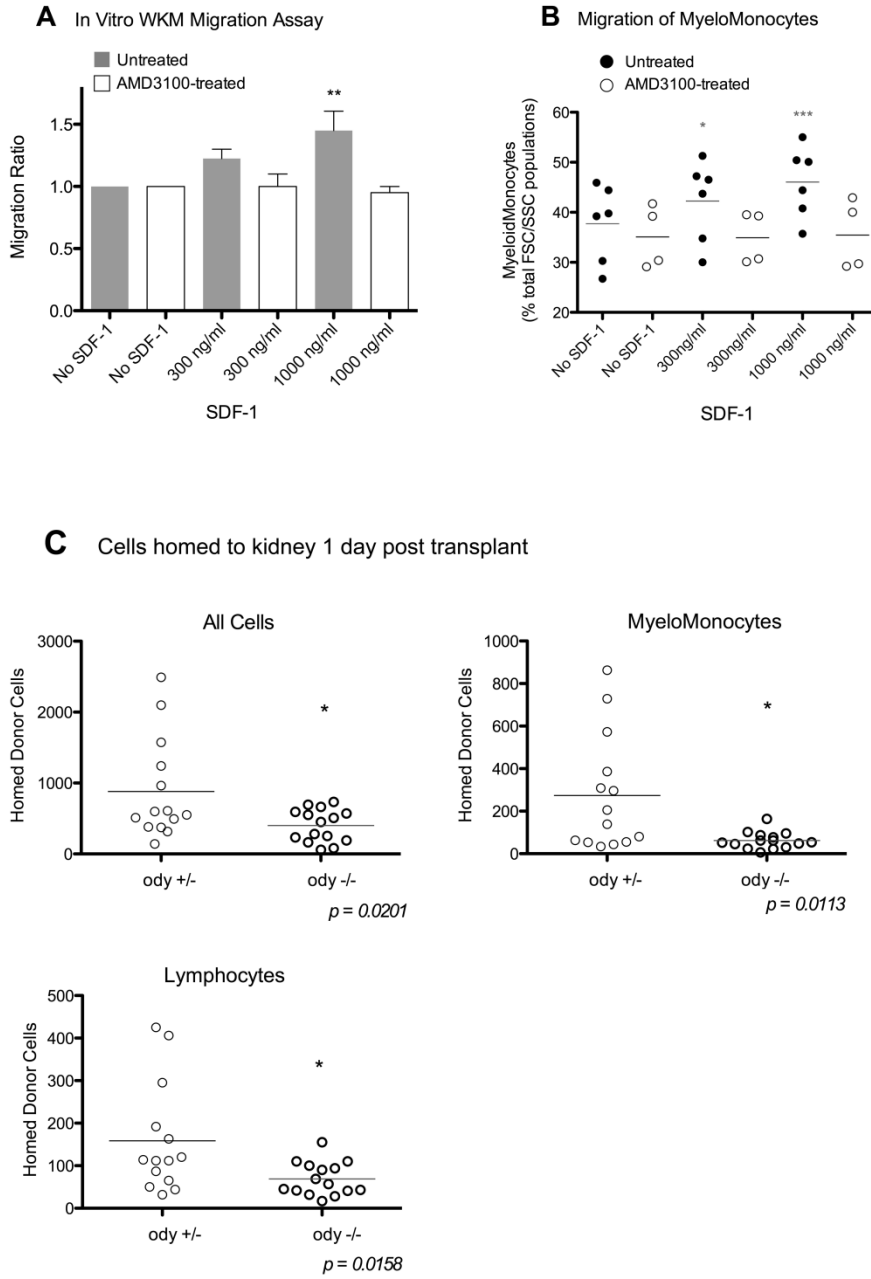 A In Vitro WKM Migration Assay
Untreated
AMD3100-treated
**
Migration Ratio
1.5
1.0
0.5
0.0
No SDF-1
No SDF-1
300 ng/ml
300 ng/ml
1000 ng/ml
1000 ng/ml
SDF-1
B Migration of MyeloMonocytes
Untreated
AMD3100-treated
MyeloidMonocytes
(% total FSC/SSC populations)
60
50
40
30
20
*
***
No SDF-1
No SDF-1
300ng/ml
300ng/ml
1000 ng/ml
1000 ng/ml
SDF-1
C Cells homed to kidney 1 day post transplant
All Cells
Homed Donor Cells
3000
2000
1000
0
*
ody +/-
ody -/-
p = 0.0201
MyeloMonocytes
Homed Donor Cells
1000
800
600
400
200
0
*
ody +/-
ody -/-
p = 0.0113
Lymphocytes
Homed Donor Cells
500
400
300
200
100
0
*
ody +/-
ody -/-
p = 0.0158